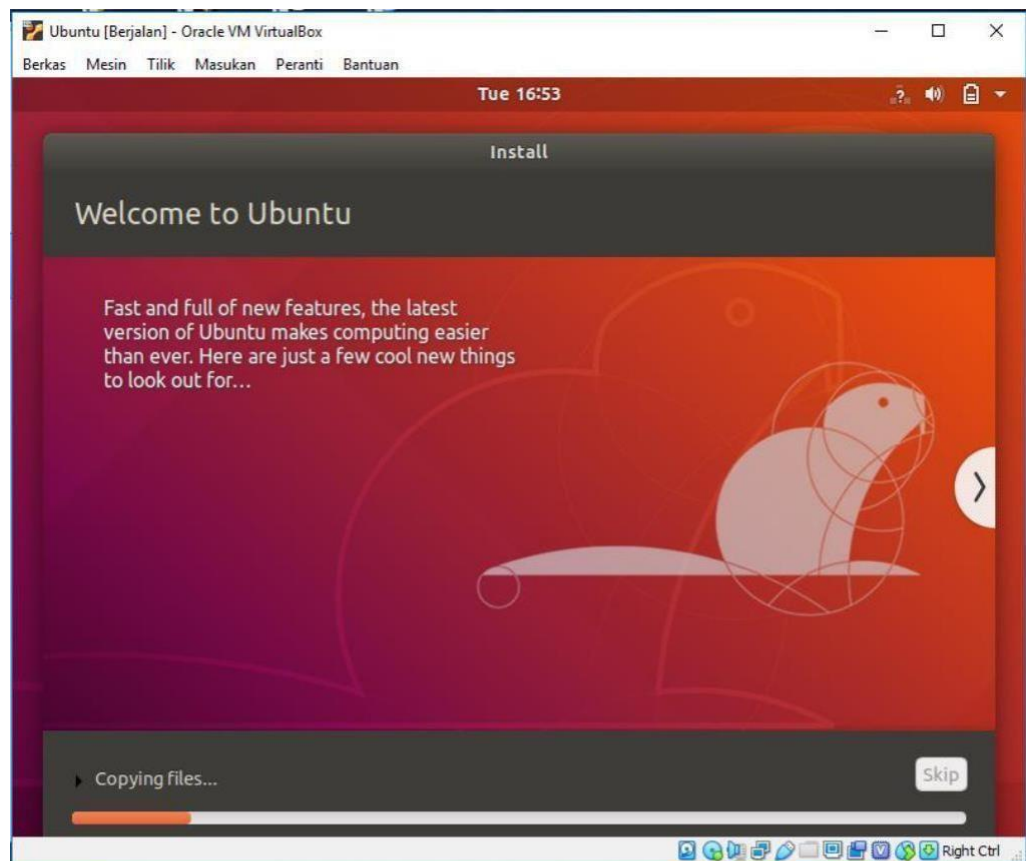 Ubuntu [Berjalan] - Oracle VM VirtualBox
Berkas Mesin Tilik Masukan Peranti Bantuan
Tue 16:53
Install
Welcome to Ubuntu
Fast and full of new features, the latest
version of Ubuntu makes computing easier
than ever. Here are just a few cool new things
to look out for...
Copying files...
Skip
Right Ctrl